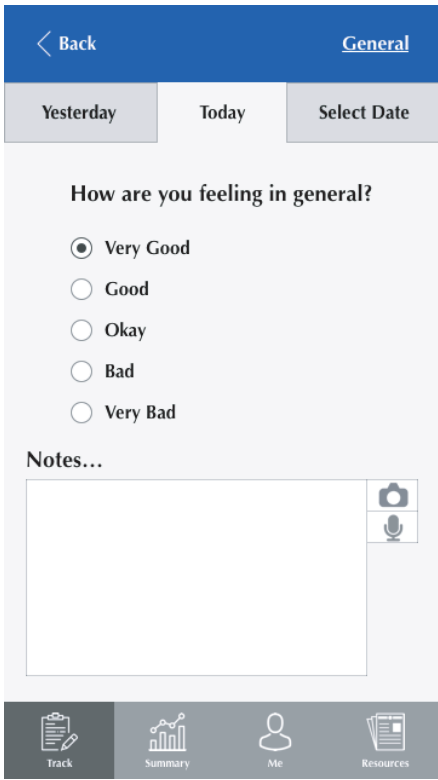 Back General
Yesterday Today Select Date
How are you feeling in general?
Very Good
Good
Okay
Bad
Very Bad
Notes...
Track Summary Me Resources